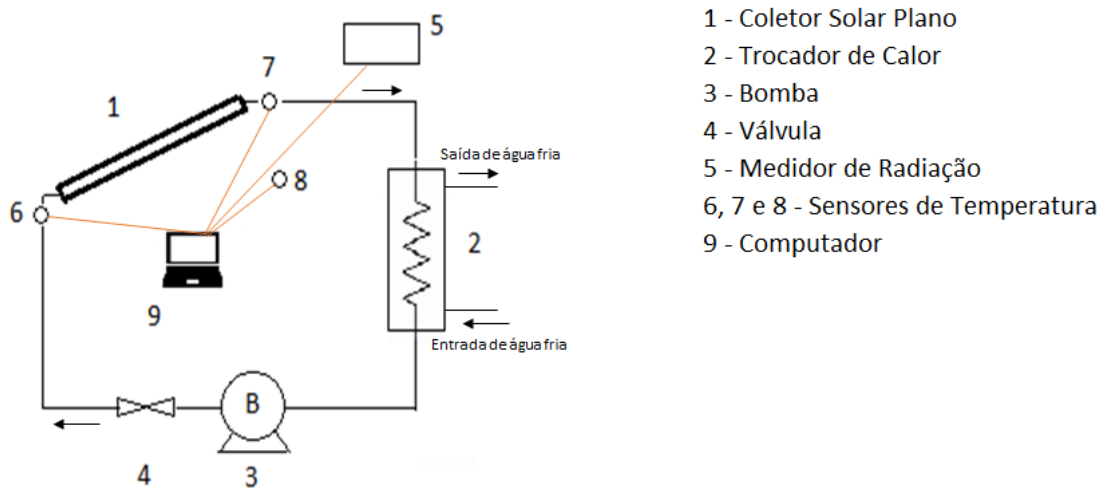 5
7
1
Saída de água fria
8
6
2
9
Entrada de água fria
B
4
3
1 - Coletor Solar Plano
2 - Trocador de Calor
3 - Bomba
4 - Válvula
5 - Medidor de Radiação
6, 7 e 8 - Sensores de Temperatura
9 - Computador